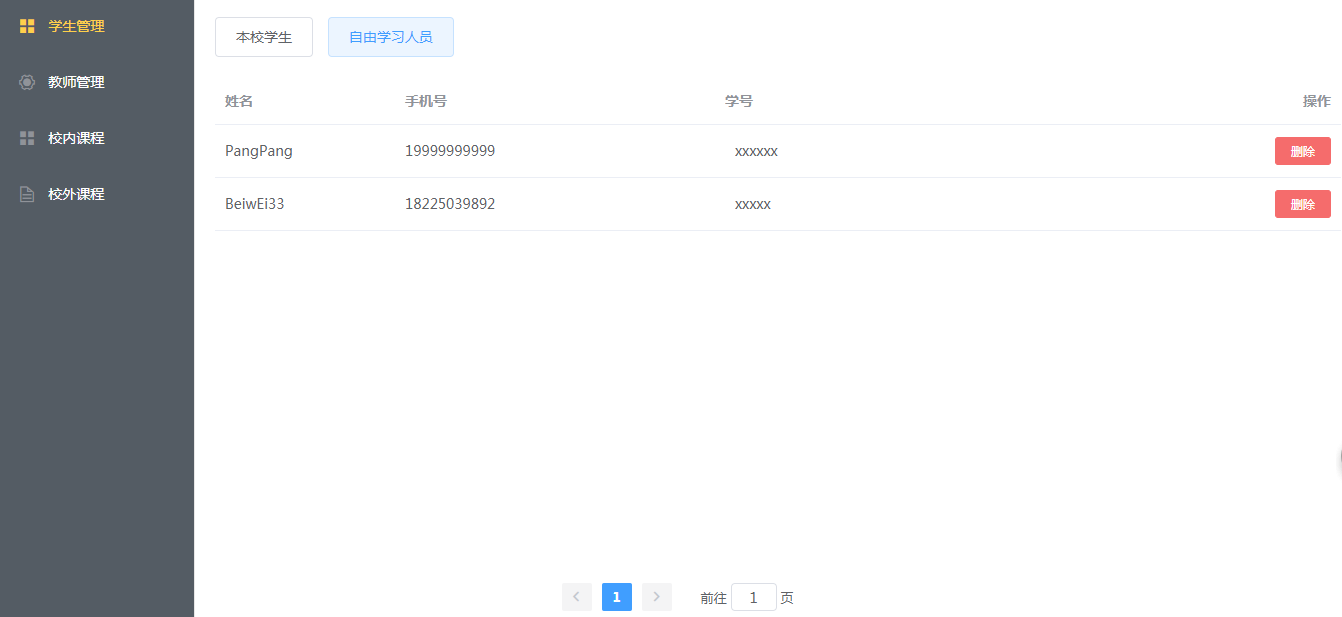 学生管理
教师管理
校内课程
校外课程
本校学生 自由学习人员
姓名 手机号 学号 操作
PangPang 19999999999 xxxxxx 删除
BeiwEi33 18225039892 xxxxx 删除
1 前往 1 页